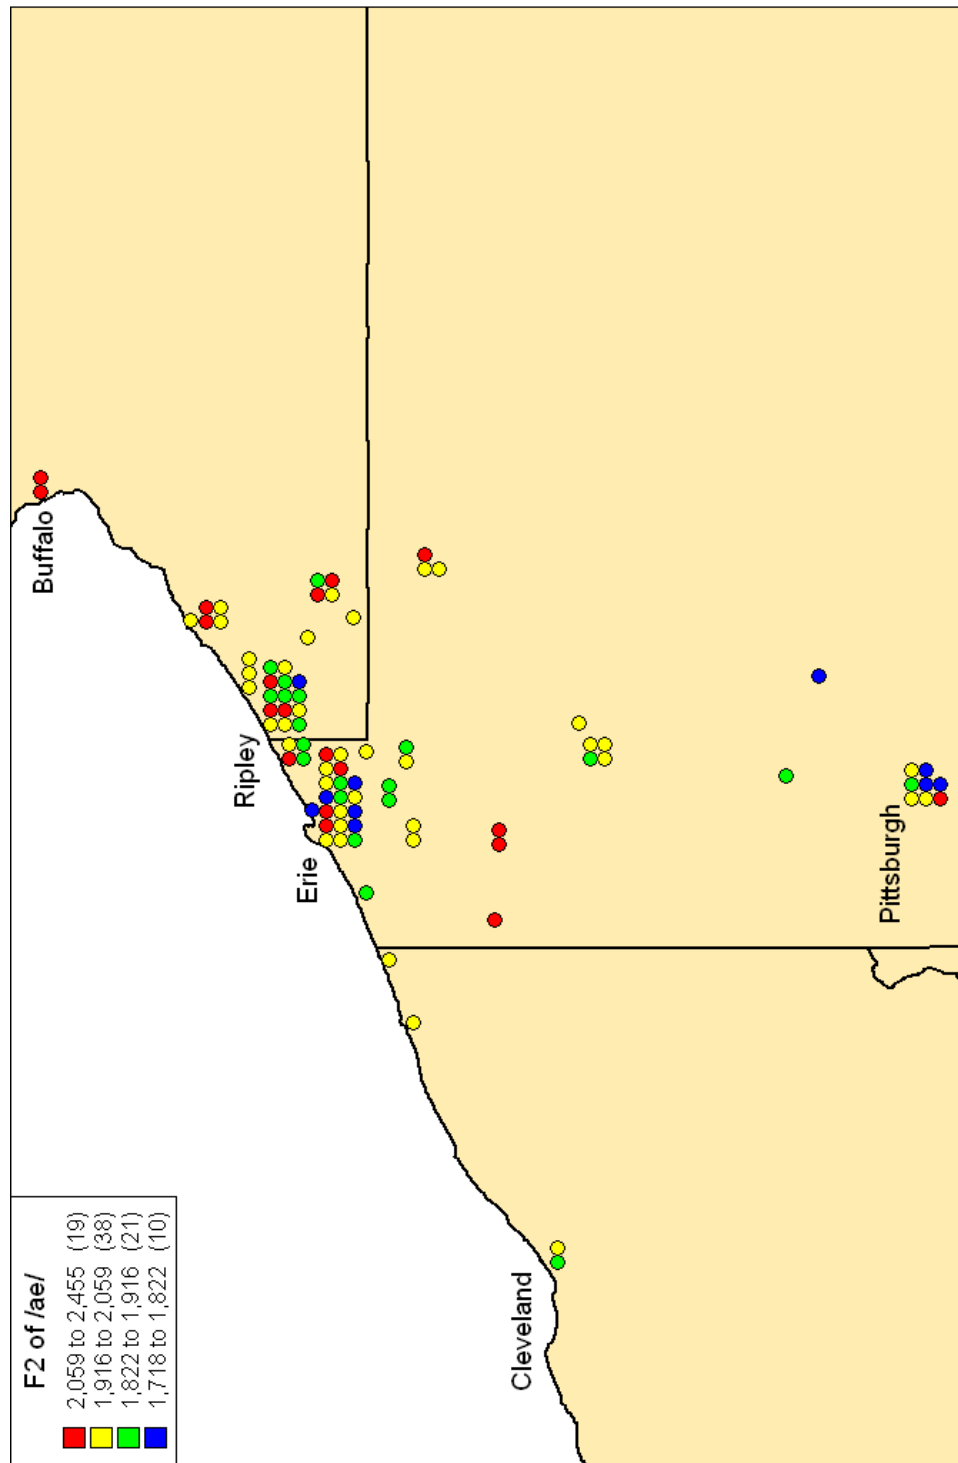 F2 of /ae/
2,059 to 2,455 (19)
1,916 to 2,059 (38)
1,822 to 1,916 (21)
1,718 to 1,822 (10)
Buffalo
Ripley
Erie
Cleveland
Pittsburgh